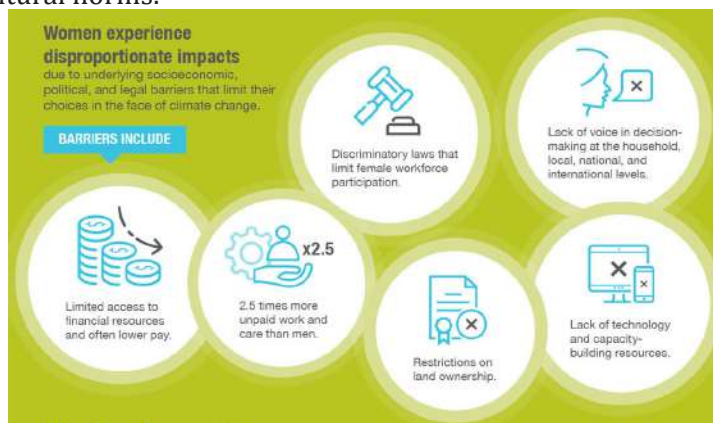 tural norms.
Women experience
disproportionate impacts
due to underlying socioeconomic,
political, and legal barriers that limit their
choices in the face of climate change.
BARRIERS INCLUDE
Limited access to
financial resources
and often lower pay.
x2.5
2.5 times more
unpaid work and
care than men.
Discriminatory laws that
limit female workforce
participation.
Restrictions on
land ownership.
Lack of voice in decision-
making at the household,
local, national, and
international levels.
Lack of technology
and capacity-
building resources.